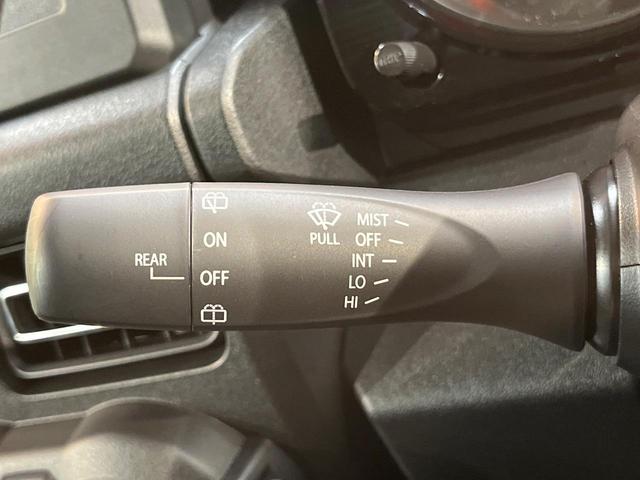 REAR
ON
OFF
PULL
MIST
OFF
INT
LO
HI